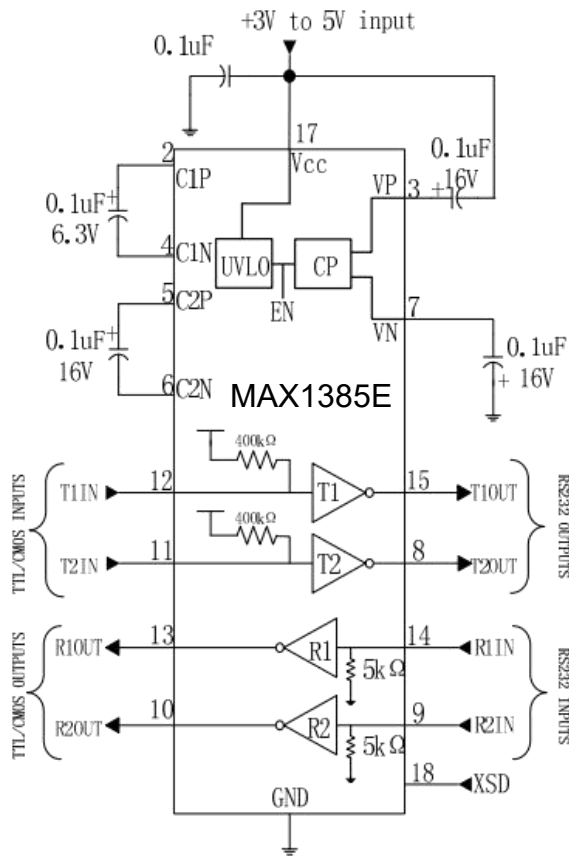 +3V to 5V input
0.1uF
17
Vcc
2
C1P
VP
3
0.1uF
+ 16V
0.1uF
+
6.3V
4
C1N
UVLO
CP
5
C2P
EN
7
VN
0.1uF
+
16V
0.1uF
+ 16V
6
C2N
MAX1385E
400kΩ
T1IN
12
T1
15
T1OUT
400kΩ
T2IN
11
T2
8
T2OUT
TTL/CMOS INPUTS
RS232 OUTPUTS
R1OUT
13
R1
14
R1IN
5kΩ
R2OUT
10
R2
9
R2IN
5kΩ
TTL/CMOS OUTPUTS
RS232 INPUTS
18
XSD
GND